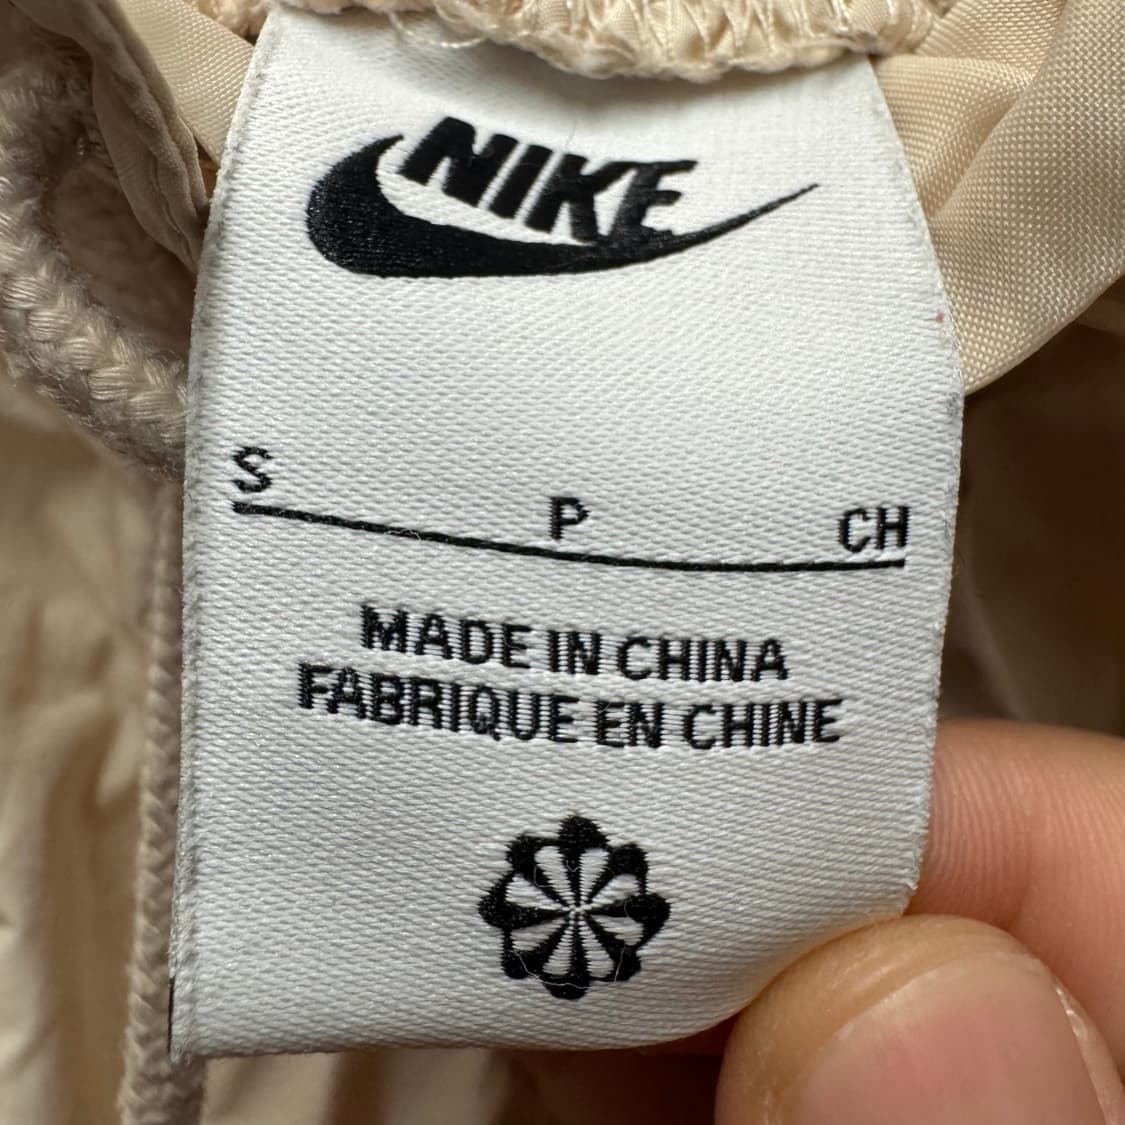 NIKE
S P CH
MADE IN CHINA
FABRIQUE EN CHINE